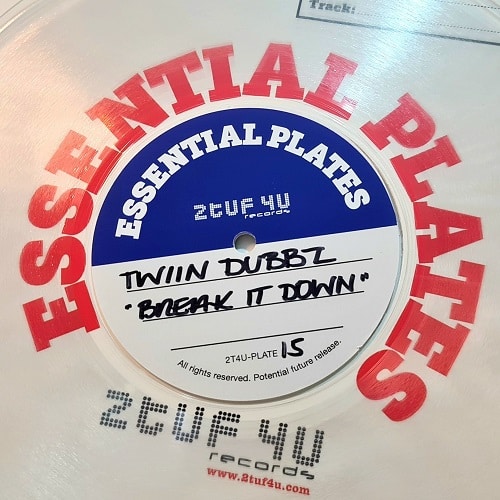 Track:
ESSENTIAL PLATES
ESSENTIAL PLATES
2tuf 4u
records
TWIIN DUBBZ
"BREAK IT DOWN"
2T4U-PLATE 15
All rights reserved. Potential future release.
2tuf 4u
records
www.2tuf4u.com